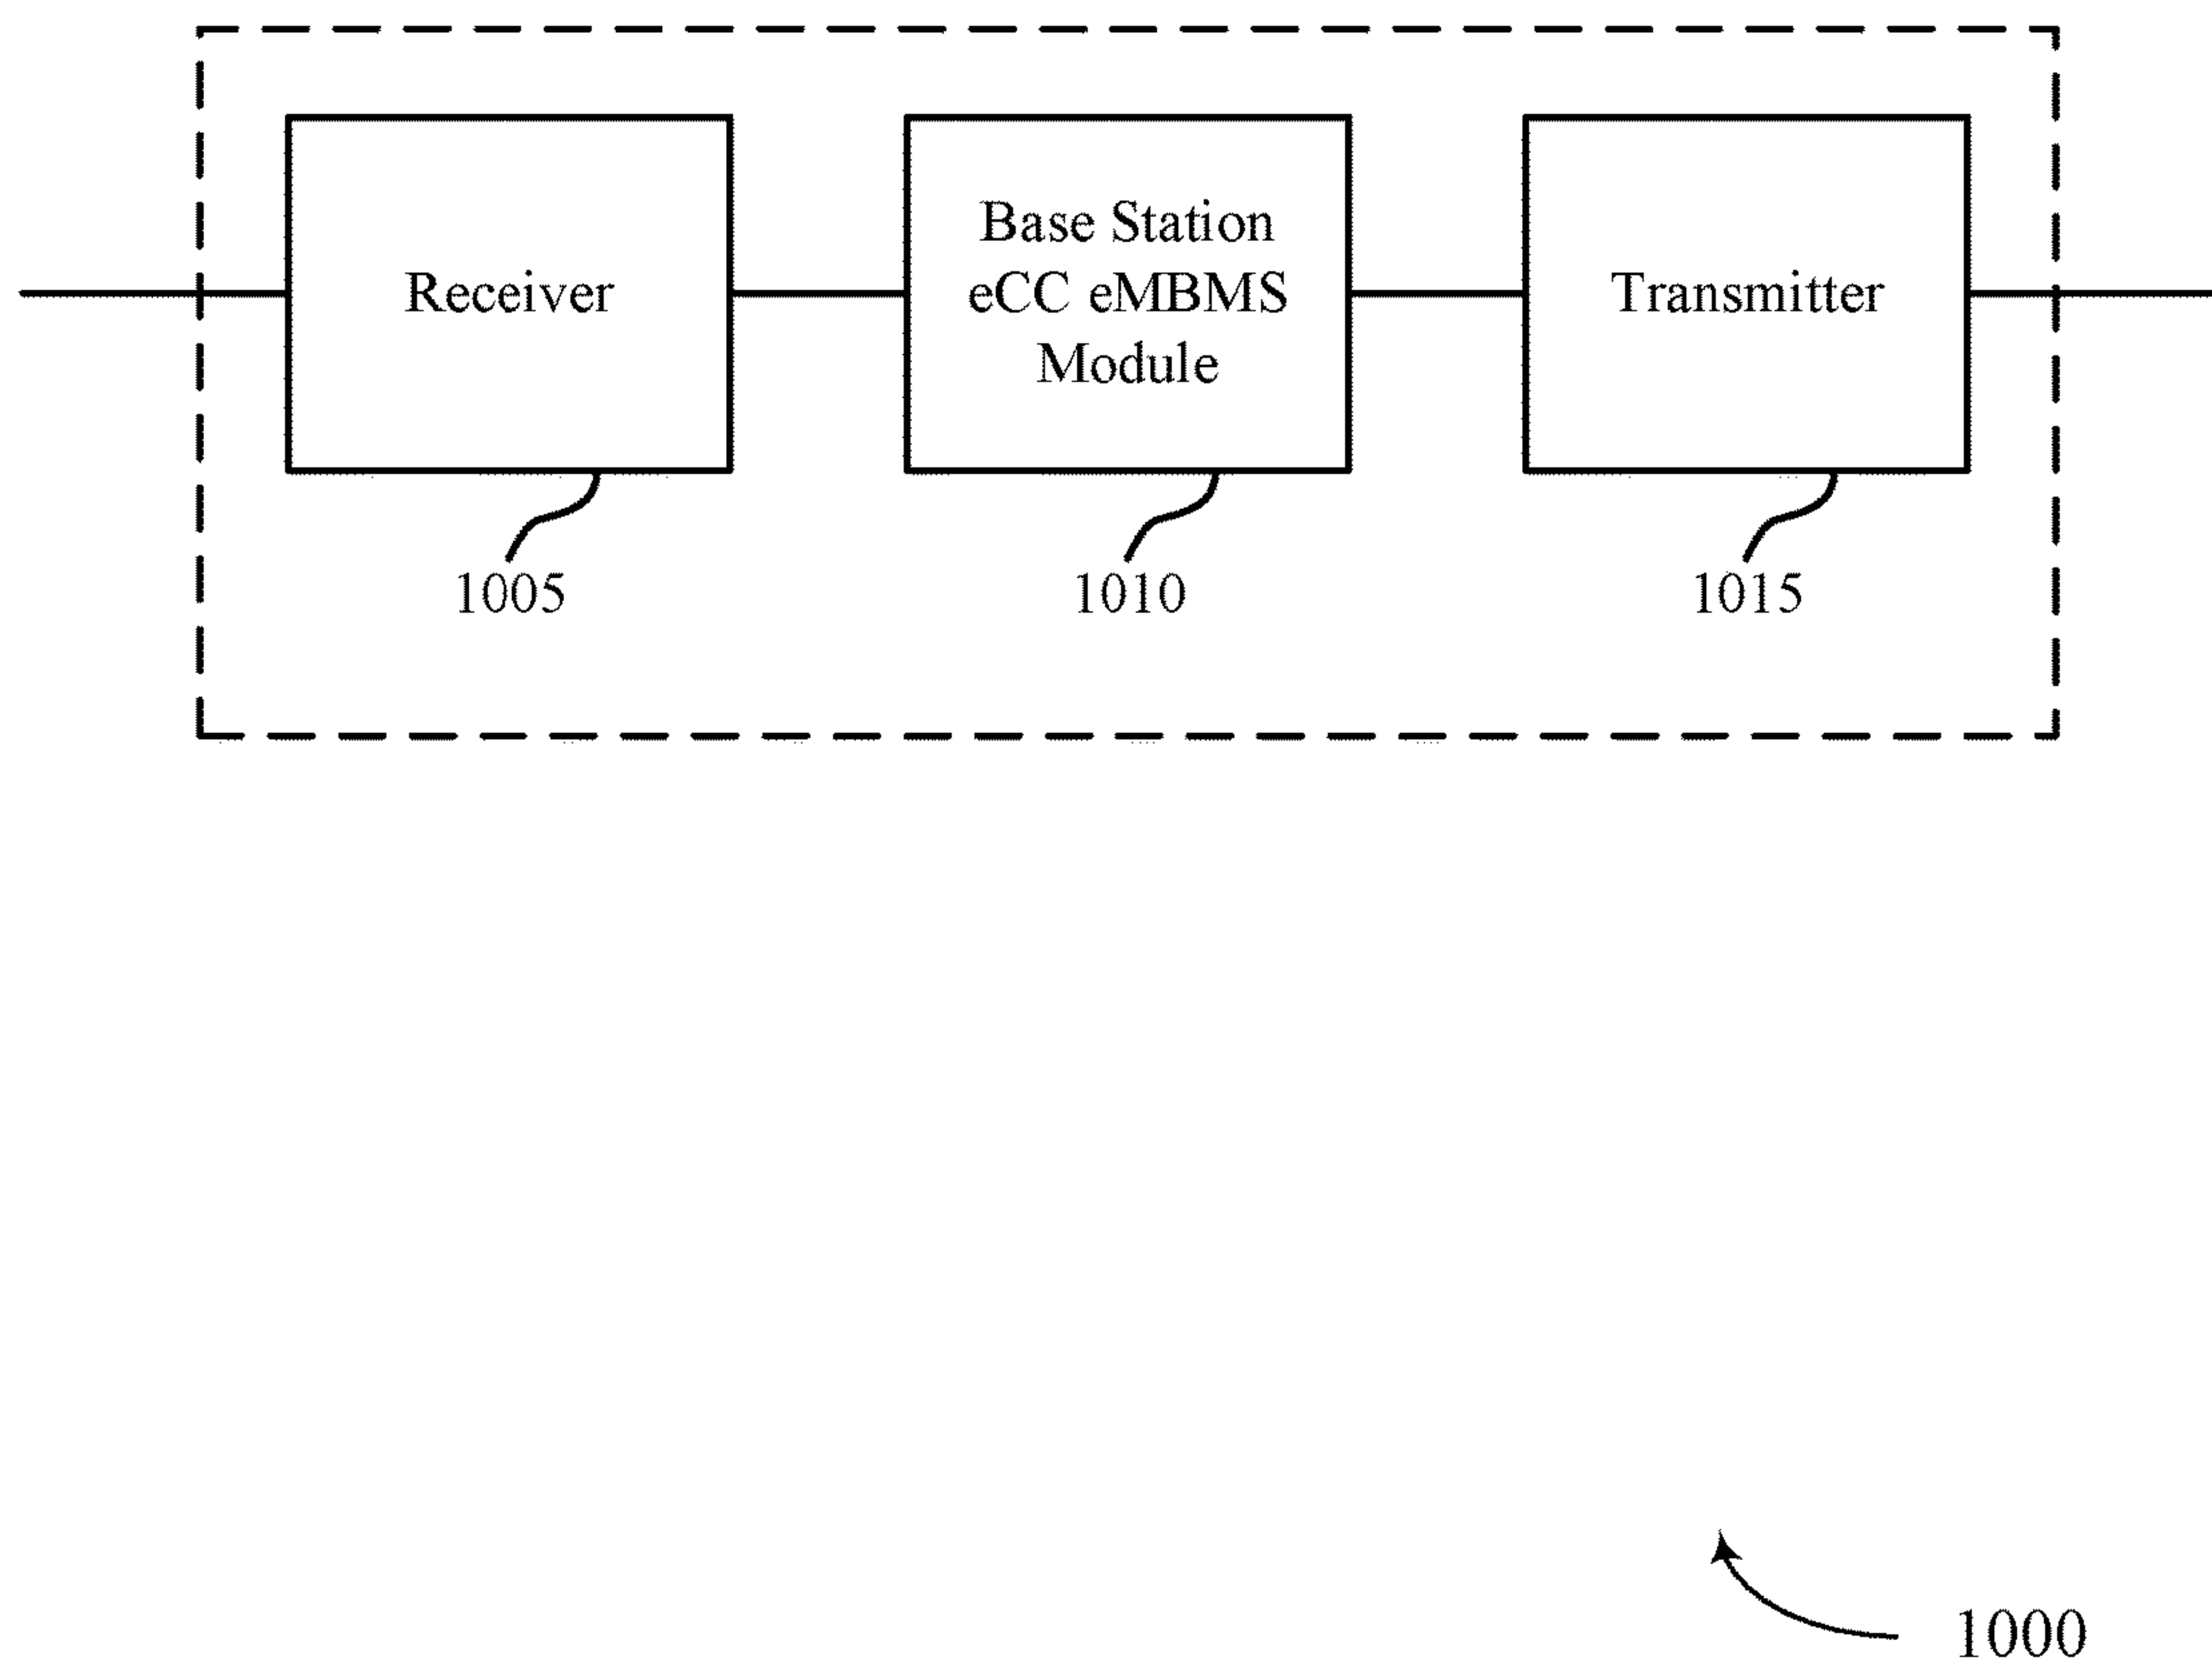 Receiver
Base Station
eCC eMBMS
Module
Transmitter
1005
1010
1015
1000